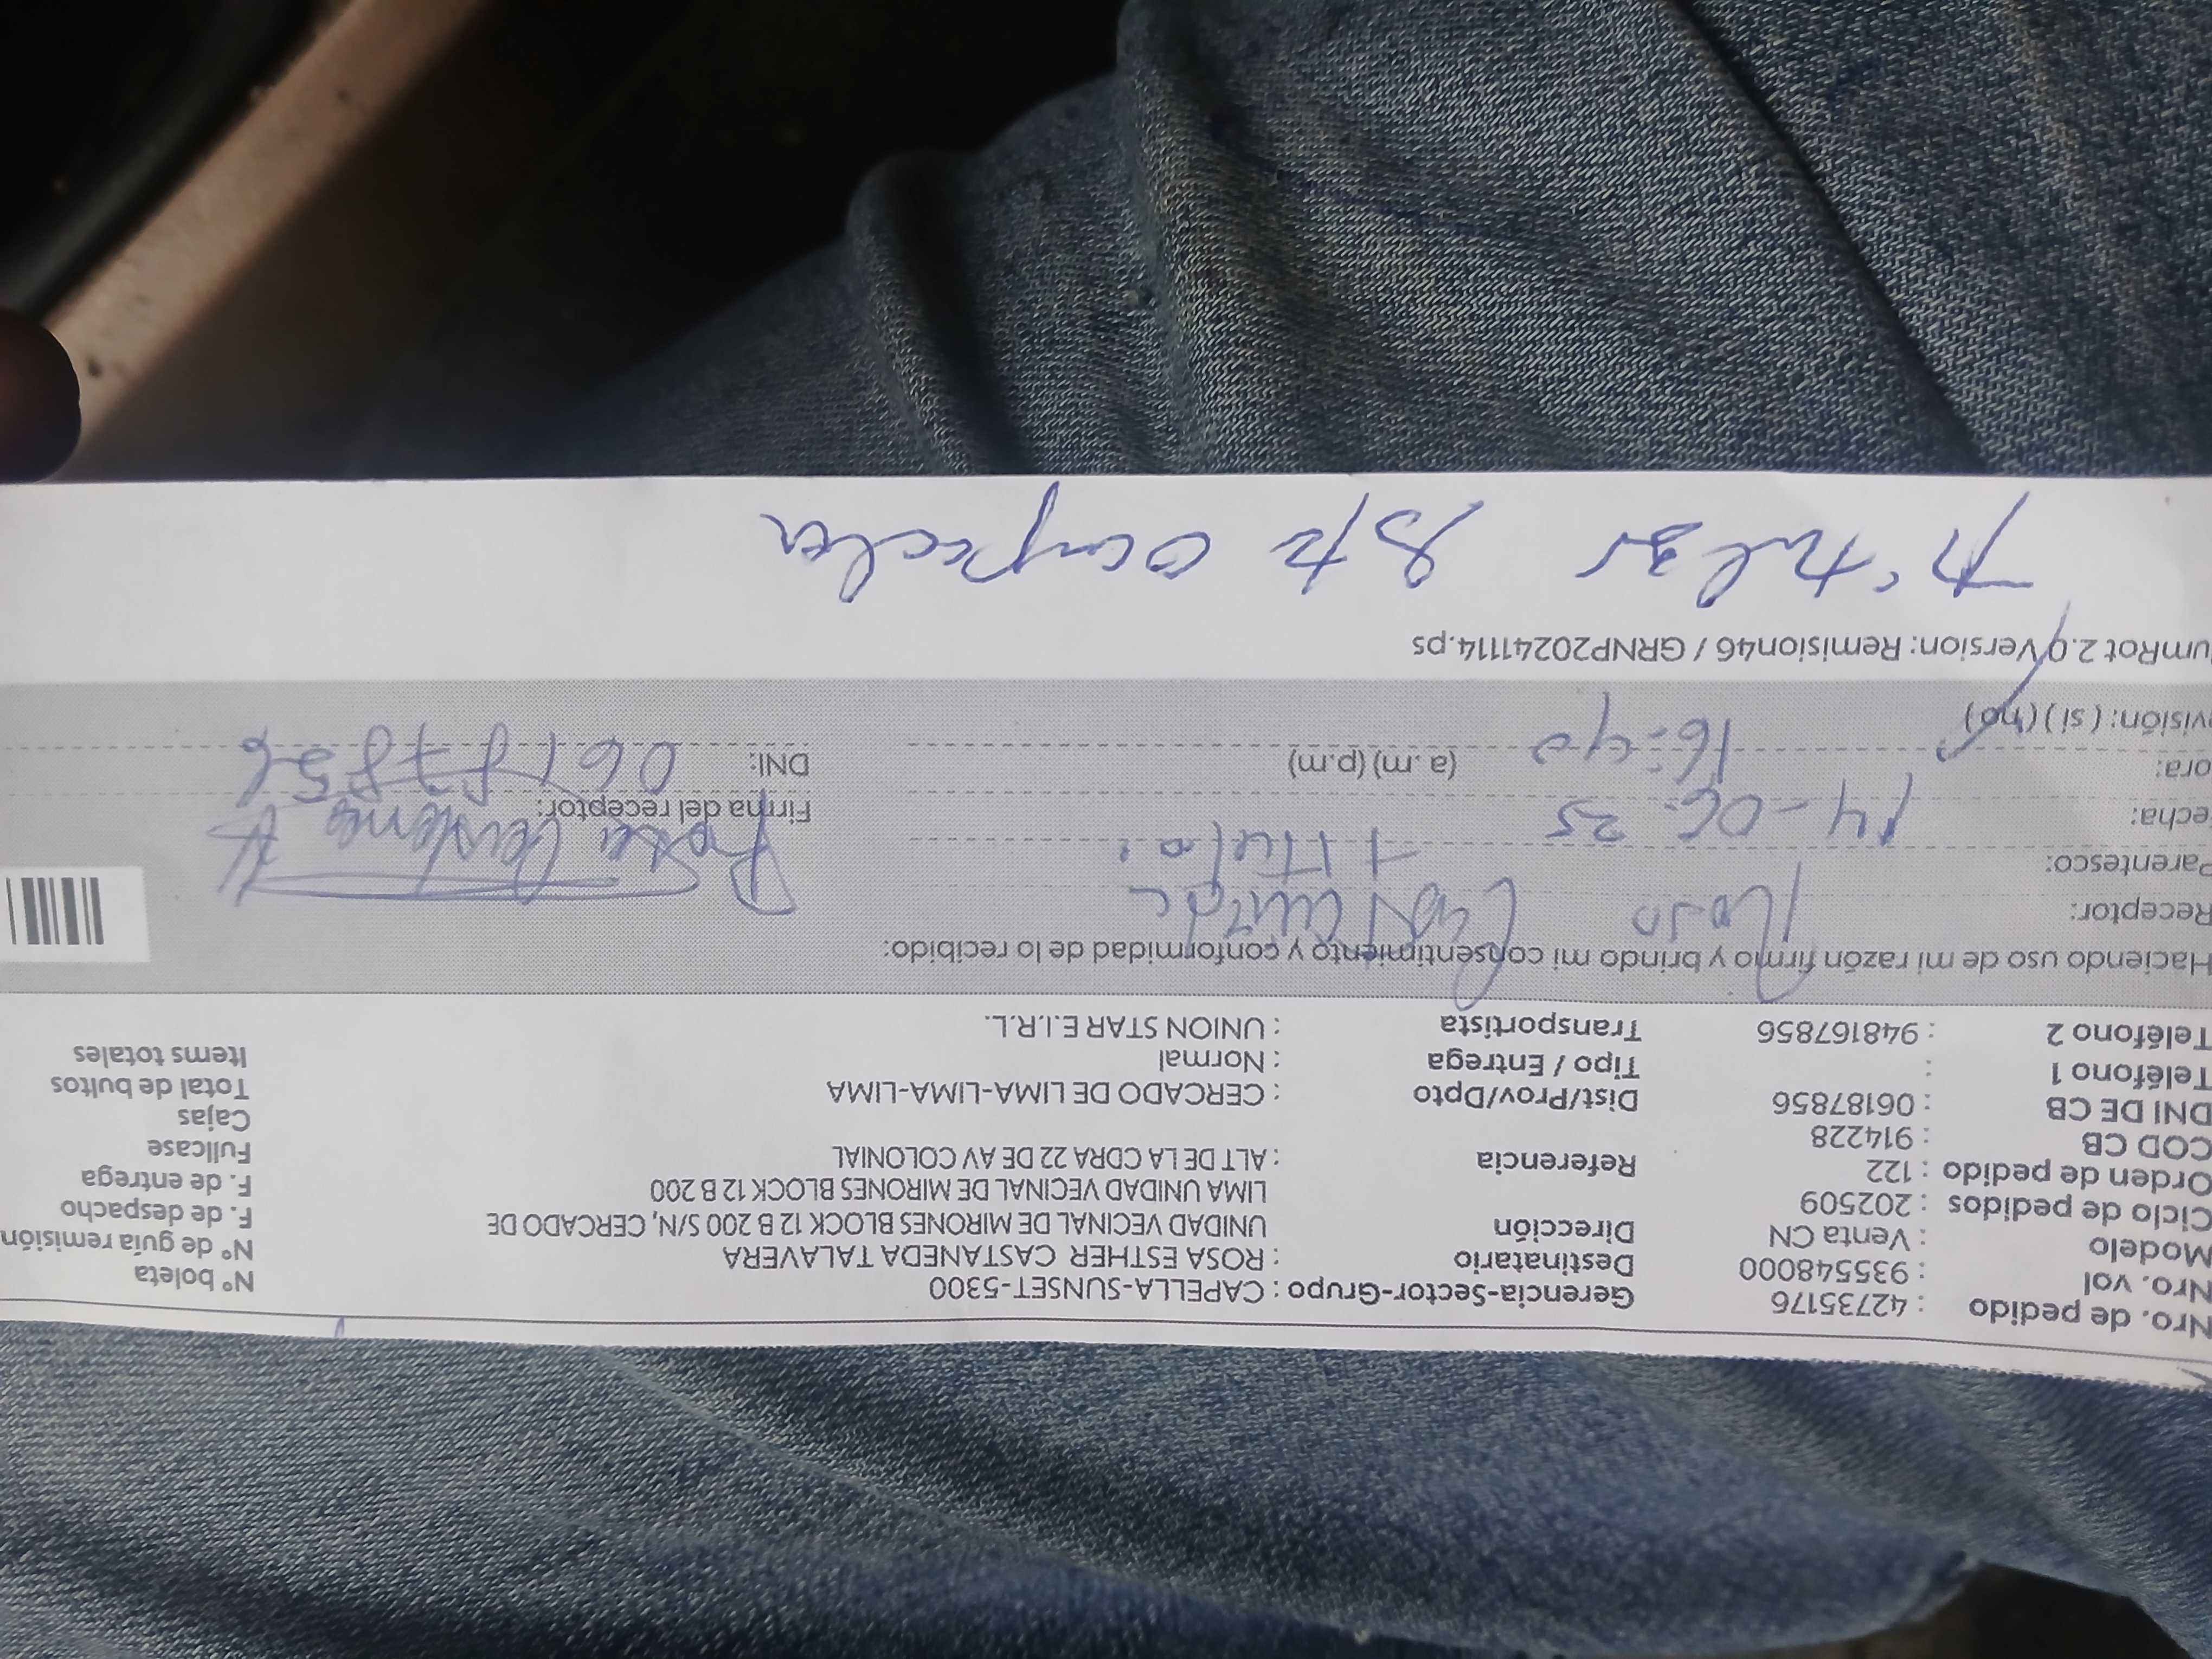 Nro. de pedido : 42735176 Gerencia-Sector-Grupo : CAPELLA-SUNSET-5300 N° boleta
Nro. vol : 935548000 Destinatario : ROSA ESTHER CASTANEDA TALAVERA N° de guía remisión
Modelo : Venta CN Dirección UNIDAD VECINAL DE MIRONES BLOCK 12 B 200 S/N, CERCADO DE F. de despacho
Ciclo de pedidos : 202509 LIMA UNIDAD VECINAL DE MIRONES BLOCK 12 B 200 F. de entrega
Orden de pedido : 122 Referencia : ALT DE LA CDRA 22 DE AV COLONIAL Fullcase
COD CB : 914228 Cajas
DNI DE CB : 06187856 Dist/Prov/Dpto : CERCADO DE LIMA-LIMA-LIMA Total de bultos
Teléfono 1 : Tipo / Entrega : Normal Items totales
Teléfono 2 : 948167856 Transportista : UNION STAR E.I.R.L.
Haciendo uso de mi razón firmo y brindo mi consentimiento y conformidad de lo recibido:
Receptor: Rosa
Parentesco: Titular
Fecha: 14-06-25 Firma del receptor: Rosa
ora: 16:40 (a. m) (p.m) DNI: 06187856
visión: ( si ) ( no )
umRot 2.0 Version: Remision46 / GRNP20241114.ps